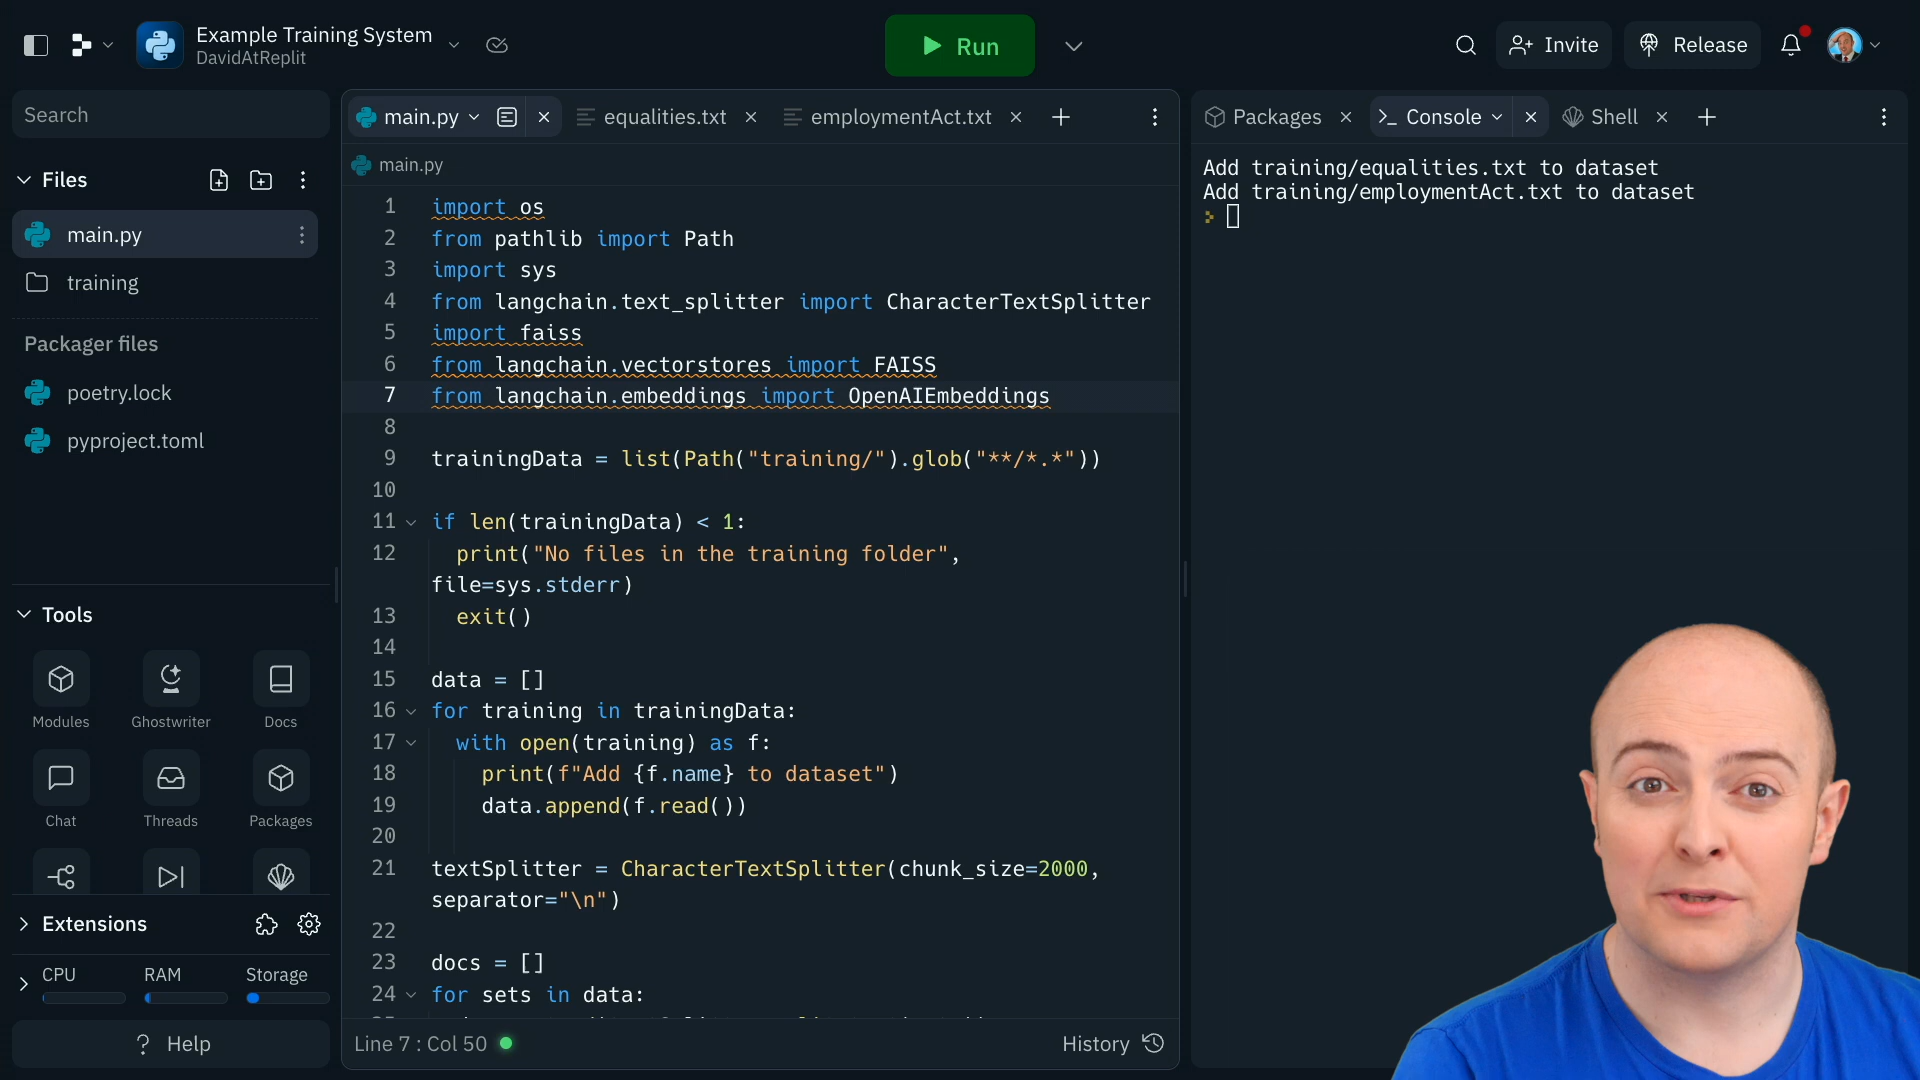 Example Training System
DavidAtReplit
Run
Invite
Release
Search
Files
main.py
training
Packager files
poetry.lock
pyproject.toml
Tools
Modules
Ghostwriter
Docs
Chat
Threads
Packages
Extensions
CPU
RAM
Storage
? Help
main.py
equalities.txt
employmentAct.txt
main.py
1 import os
2 from pathlib import Path
3 import sys
4 from langchain.text_splitter import CharacterTextSplitter
5 import faiss
6 from langchain.vectorstores import FAISS
7 from langchain.embeddings import OpenAIEmbeddings
8
9 trainingData = list(Path("training/").glob("**/*.*"))
10
11 if len(trainingData) < 1:
12 print("No files in the training folder",
file=sys.stderr)
13 exit()
14
15 data = []
16 for training in trainingData:
17 with open(training) as f:
18 print(f"Add {f.name} to dataset")
19 data.append(f.read())
20
21 textSplitter = CharacterTextSplitter(chunk_size=2000,
separator="\n")
22
23 docs = []
24 for sets in data:
Line 7 : Col 50
History
Packages
Console
Shell
Add training/equalities.txt to dataset
Add training/employmentAct.txt to dataset